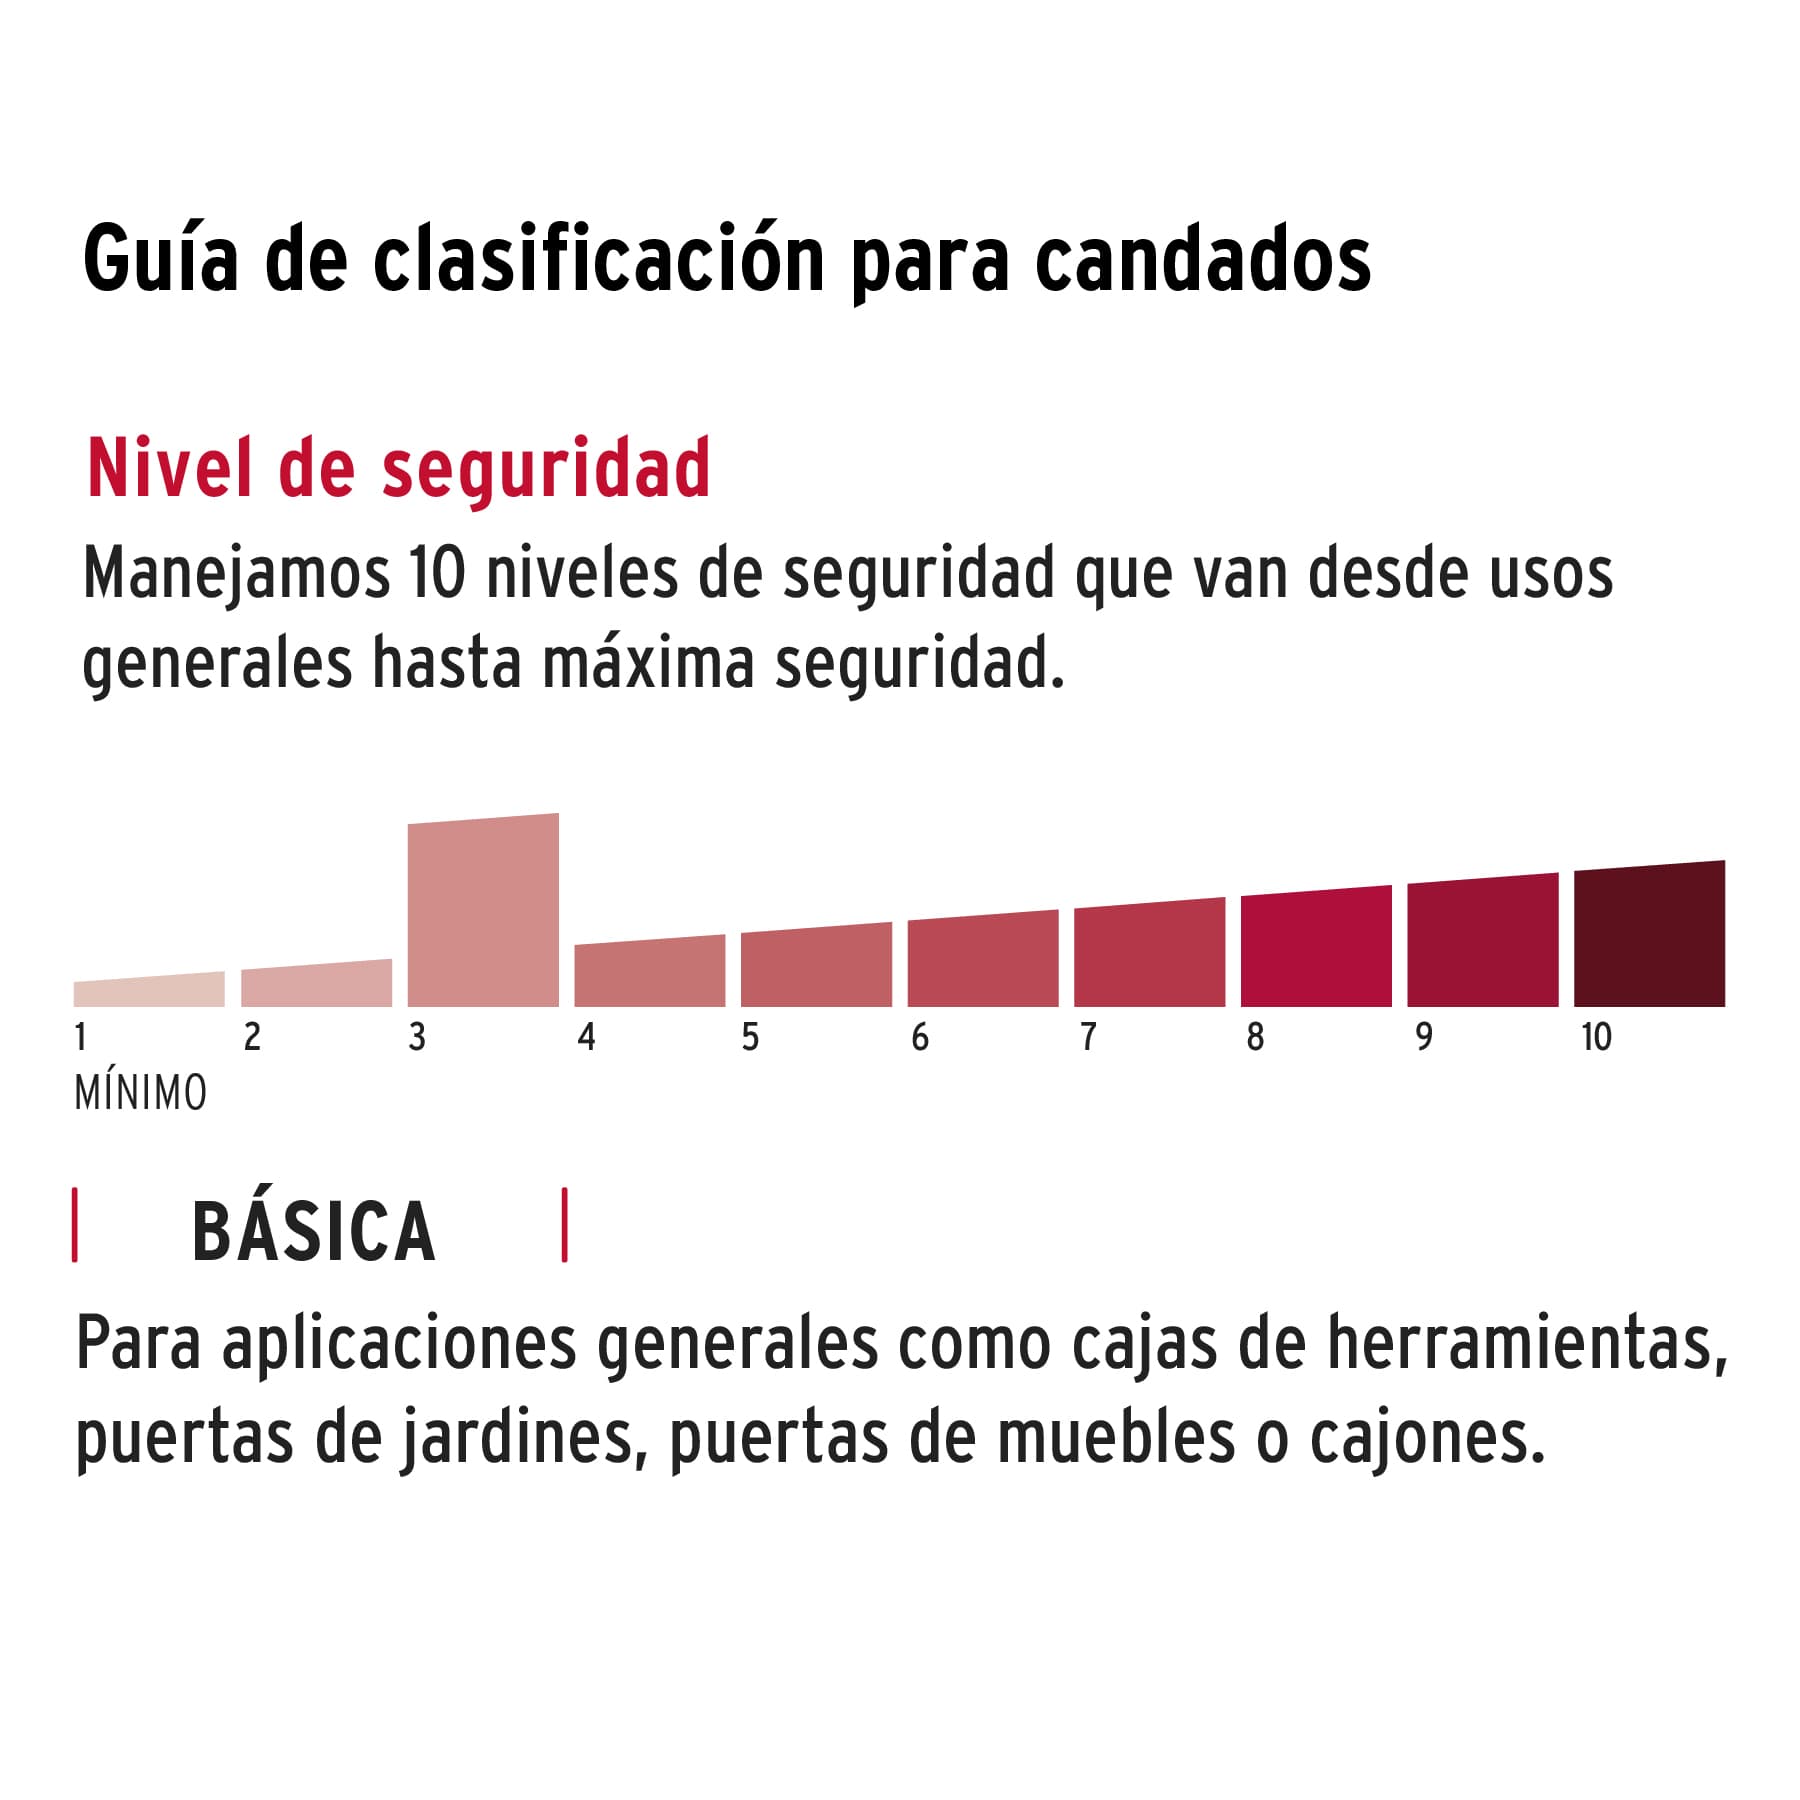 Guía de clasificación para candados
Nivel de seguridad
Manejamos 10 niveles de seguridad que van desde usos
generales hasta máxima seguridad.
1 2 3 4 5 6 7 8 9 10
MÍNIMO
BÁSICA
Para aplicaciones generales como cajas de herramientas,
puertas de jardines, puertas de muebles o cajones.